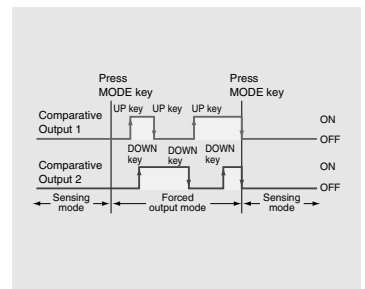 Press
MODE key
Press
MODE key
UP key UP key UP key
Comparative
Output 1
ON
OFF
DOWN
key
DOWN
key
DOWN
key
Comparative
Output 2
ON
OFF
Sensing
mode
Forced
output mode
Sensing
mode